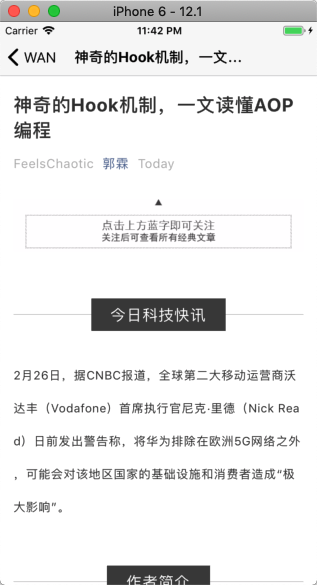 iPhone 6 - 12.1
Carrier 11:42 PM
WAN 神奇的Hook机制，一文...
神奇的Hook机制，一文读懂AOP
编程
FeelsChaotic 郭霖 Today
▲
点击上方蓝字即可关注
关注后可查看所有经典文章
今日科技快讯
2月26日，据CNBC报道，全球第二大移动运营商沃
达丰（Vodafone）首席执行官尼克·里德（Nick Rea
d）日前发出警告称，将华为排除在欧洲5G网络之外
，可能会对该地区国家的基础设施和消费者造成“极
大影响”。
作者简介